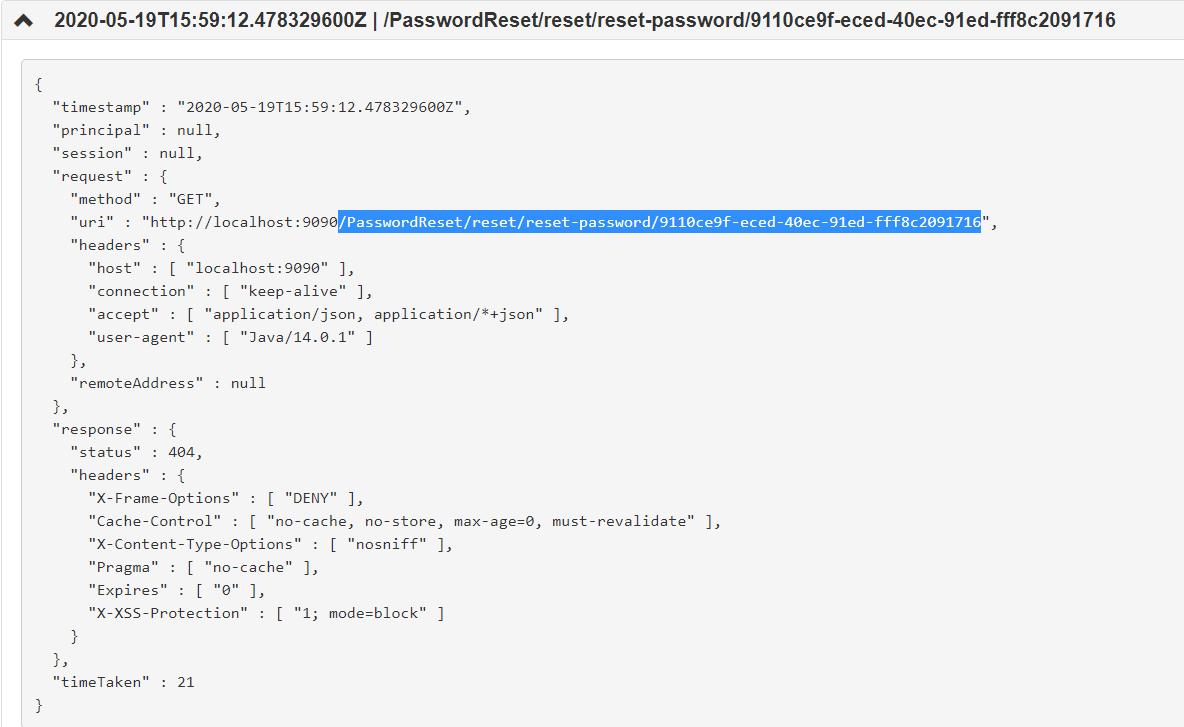 2020-05-19T15:59:12.478329600Z | /PasswordReset/reset/reset-password/9110ce9f-eced-40ec-91ed-fff8c2091716
{
  "timestamp" : "2020-05-19T15:59:12.478329600Z",
  "principal" : null,
  "session" : null,
  "request" : {
    "method" : "GET",
    "uri" : "http://localhost:9090/PasswordReset/reset/reset-password/9110ce9f-eced-40ec-91ed-fff8c2091716",
    "headers" : {
      "host" : [ "localhost:9090" ],
      "connection" : [ "keep-alive" ],
      "accept" : [ "application/json, application/*+json" ],
      "user-agent" : [ "Java/14.0.1" ]
    },
    "remoteAddress" : null
  },
  "response" : {
    "status" : 404,
    "headers" : {
      "X-Frame-Options" : [ "DENY" ],
      "Cache-Control" : [ "no-cache, no-store, max-age=0, must-revalidate" ],
      "X-Content-Type-Options" : [ "nosniff" ],
      "Pragma" : [ "no-cache" ],
      "Expires" : [ "0" ],
      "X-XSS-Protection" : [ "1; mode=block" ]
    }
  },
  "timeTaken" : 21
}